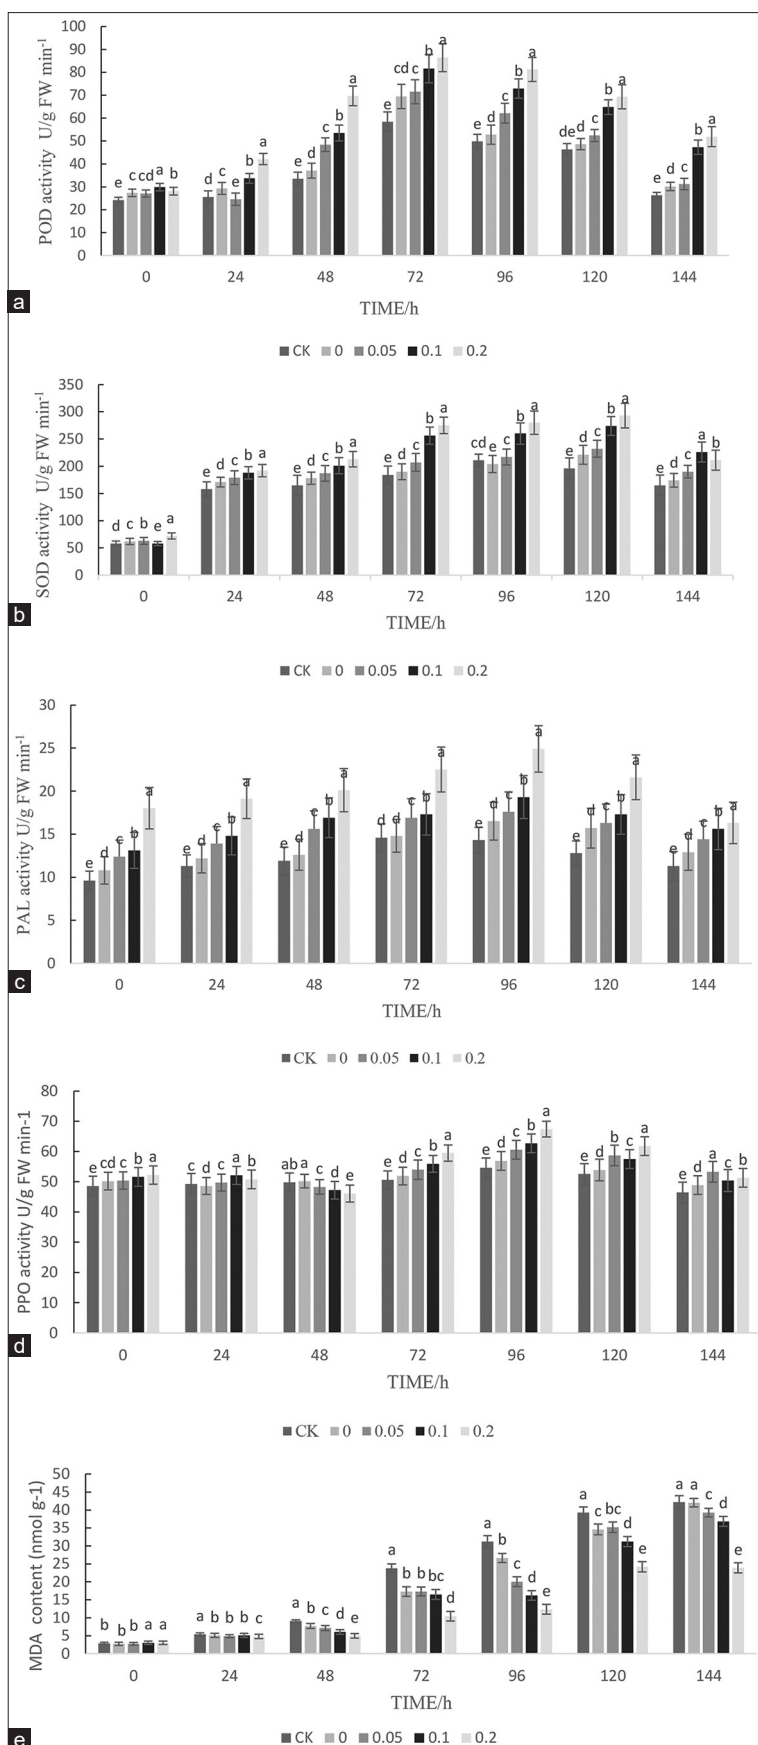 100
90
80
70
60
50
40
30
20
10
0
POD activity U/g FW min-1
e c cd a b
d c e b a
e d c b a
e cd c b a
e d c b a
de d c b a
e d d b a
0 24 48 72 96 120 144
TIME/h
a
CK 0 0.05 0.1 0.2
350
300
250
200
150
100
50
0
SOD activity U/g FW min-1
d c b e a
e d c b a
e d c b a
e d c b a
cd e c b a
e d c b a
e d c a b
0 24 48 72 96 120 144
TIME/h
b
CK 0 0.05 0.1 0.2
30
25
20
15
10
5
0
PAL activity U/g FW min-1
e d c b a
e d c b a
e d c b a
d c b b a
e d c b a
e d c b a
e d c b a
0 24 48 72 96 120 144
TIME/h
c
CK 0 0.05 0.1 0.2
80
70
60
50
40
30
20
10
0
PPO activity U/g FW min-1
e cd c b a
c d c a b
ab b c d e
e d c b a
e d c b a
e d b c a
e d a c b
0 24 48 72 96 120 144
TIME/h
d
CK 0 0.05 0.1 0.2
50
45
40
35
30
25
20
15
10
5
0
MDA content (nmol g-1)
b b b a a
a b b b c
a b c d e
a b b bc d
a b c d e
a c bc d e
a a c d e
0 24 48 72 96 120 144
TIME/h
e
CK 0 0.05 0.1 0.2